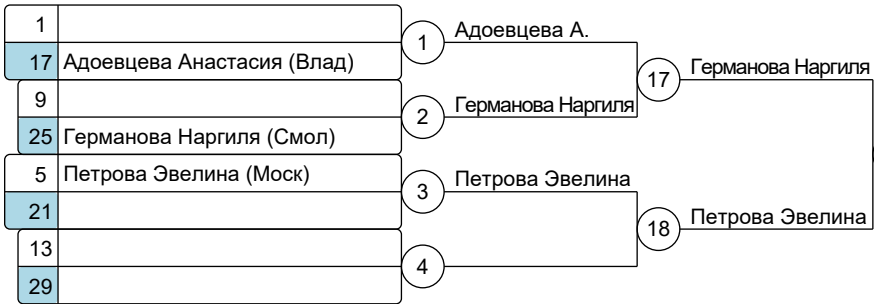 1
17 Адоевцева Анастасия (Влад)
9
25 Германова Наргиля (Смол)
5 Петрова Эвелина (Моск)
21
13
29
1 Адоевцева А.
2 Германова Наргиля
3 Петрова Эвелина
4
17 Германова Наргиля
18 Петрова Эвелина